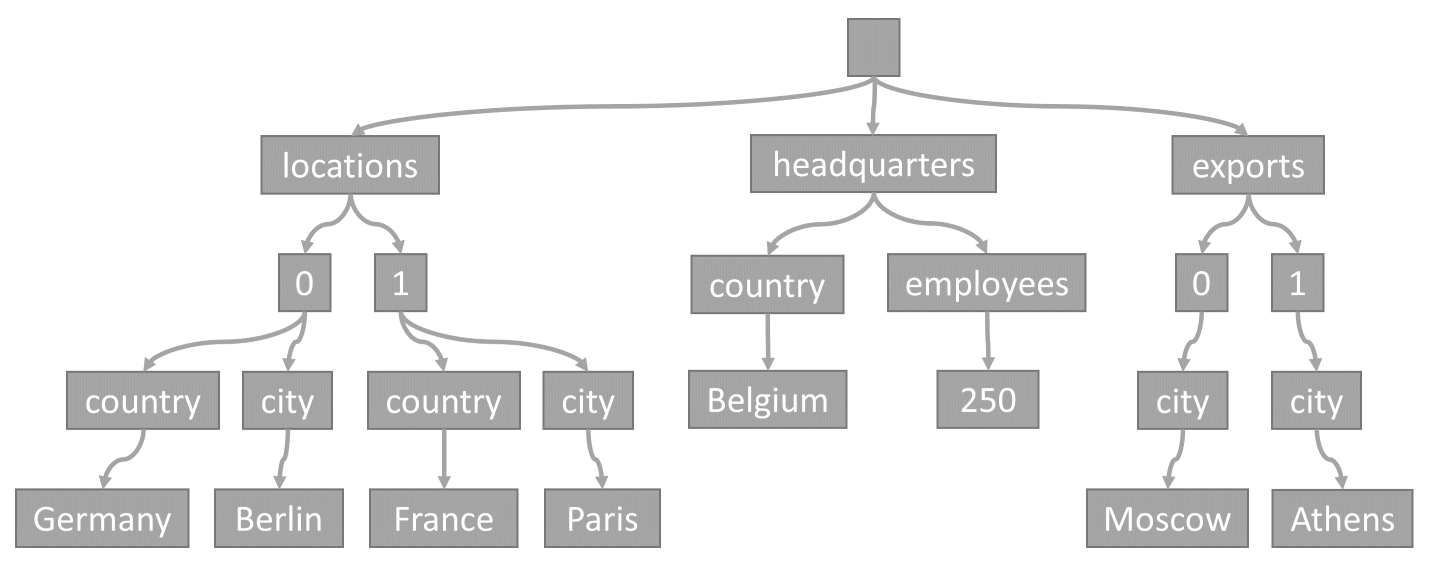 locations headquarters exports
0 1 country employees 0 1
country city country city Belgium 250 city city
Germany Berlin France Paris Moscow Athens